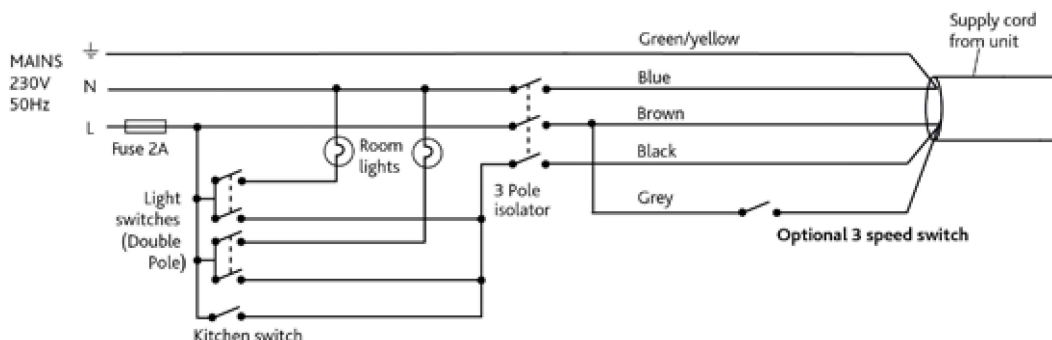 Supply cord
from unit
Green/yellow
MAINS
230V
50Hz
N
Blue
L
Brown
Fuse 2A
Room
lights
Black
Light
switches
(Double
Pole)
3 Pole
isolator
Grey
Optional 3 speed switch
Kitchen switch